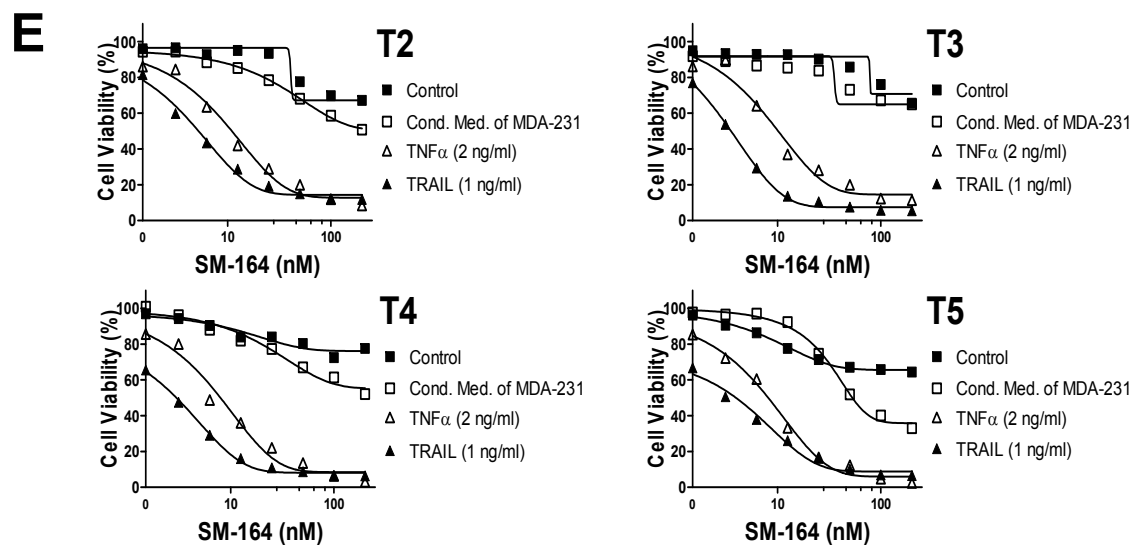 E
T2
Cell Viability (%)
100
80
60
40
20
0
0
10
100
SM-164 (nM)
Control
Cond. Med. of MDA-231
TNFα (2 ng/ml)
TRAIL (1 ng/ml)
T3
Cell Viability (%)
100
80
60
40
20
0
0
10
100
SM-164 (nM)
Control
Cond. Med. of MDA-231
TNFα (2 ng/ml)
TRAIL (1 ng/ml)
T4
Cell Viability (%)
100
80
60
40
20
0
0
10
100
SM-164 (nM)
Control
Cond. Med. of MDA-231
TNFα (2 ng/ml)
TRAIL (1 ng/ml)
T5
Cell Viability (%)
100
80
60
40
20
0
0
10
100
SM-164 (nM)
Control
Cond. Med. of MDA-231
TNFα (2 ng/ml)
TRAIL (1 ng/ml)